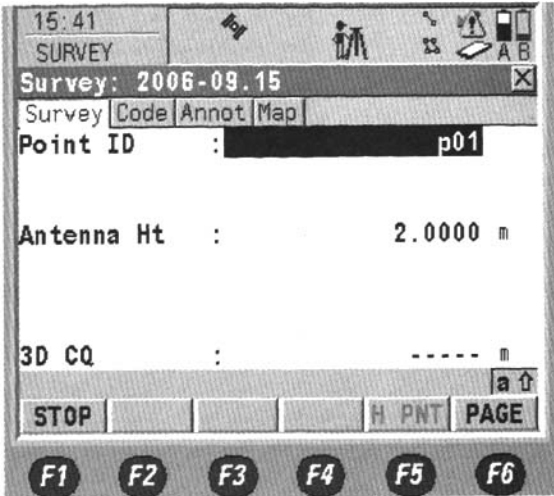 15:41
SURVEY
A B
Survey: 2006-09.15
Survey Code Annot Map
Point ID : p01
Antenna Ht : 2.0000 m
3D CQ : ----- m
a
STOP H PNT PAGE
F1 F2 F3 F4 F5 F6